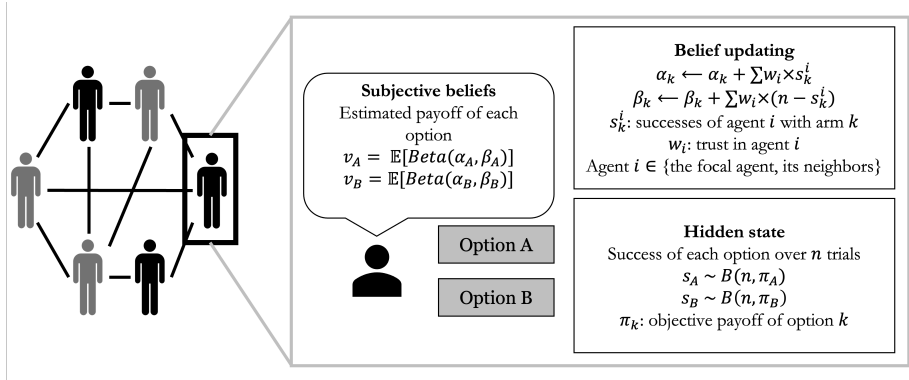 Subjective beliefs
Estimated payoff of each
option
𝑣_A = 𝔼[Beta(α_A, β_A)]
𝑣_B = 𝔼[Beta(α_B, β_B)]
Option A
Option B
Belief updating
α_k ← α_k + ∑w_i×s_k^i
β_k ← β_k + ∑w_i×(n − s_k^i)
s_k^i: successes of agent i with arm k
w_i: trust in agent i
Agent i ∈ {the focal agent, its neighbors}
Hidden state
Success of each option over n trials
s_A ~ B(n, π_A)
s_B ~ B(n, π_B)
π_k: objective payoff of option k